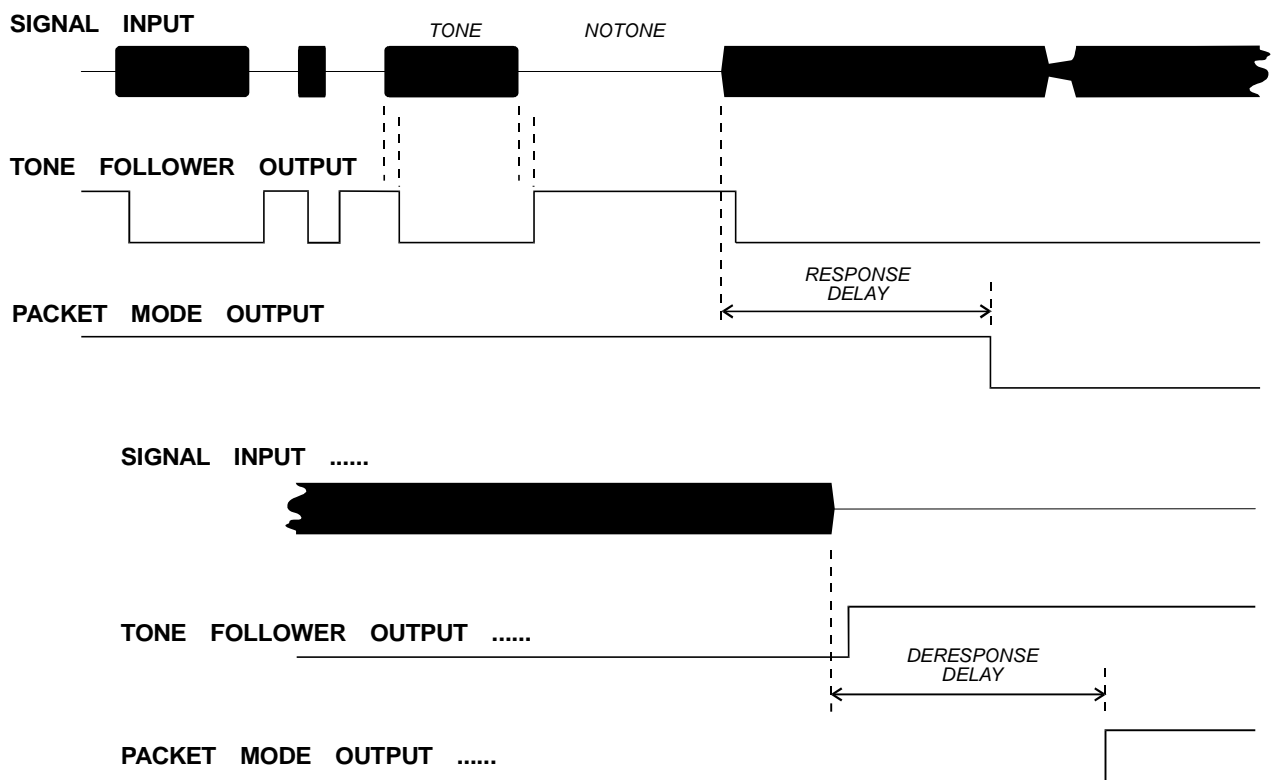 SIGNAL INPUT
TONE
NOTONE
TONE FOLLOWER OUTPUT
RESPONSE
DELAY
PACKET MODE OUTPUT
SIGNAL INPUT ......
TONE FOLLOWER OUTPUT ......
DERESPONSE
DELAY
PACKET MODE OUTPUT ......